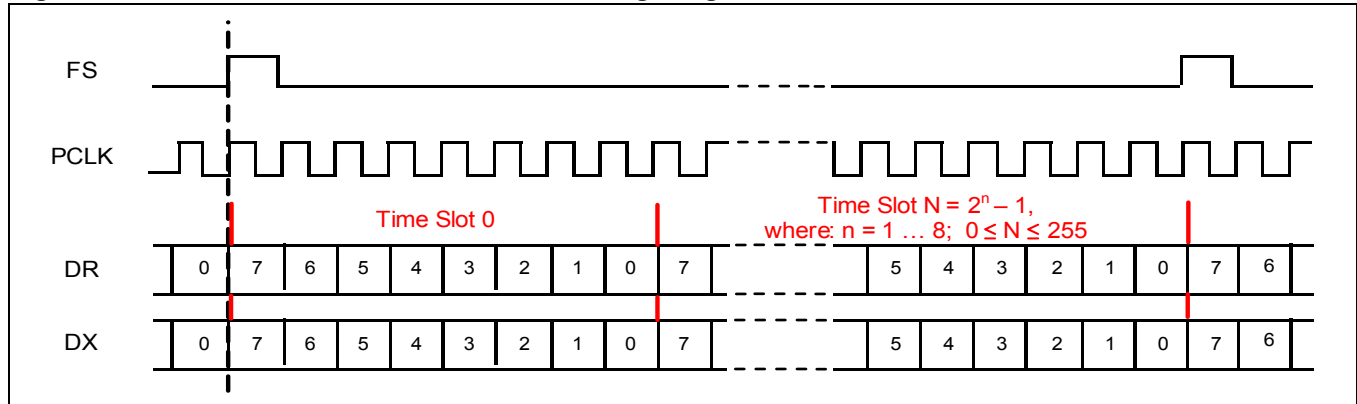 FS
PCLK
Time Slot 0
Time Slot N = 2ⁿ – 1,
where: n = 1 … 8; 0 ≤ N ≤ 255
DR 0 7 6 5 4 3 2 1 0 7 5 4 3 2 1 0 7 6
DX 0 7 6 5 4 3 2 1 0 7 5 4 3 2 1 0 7 6